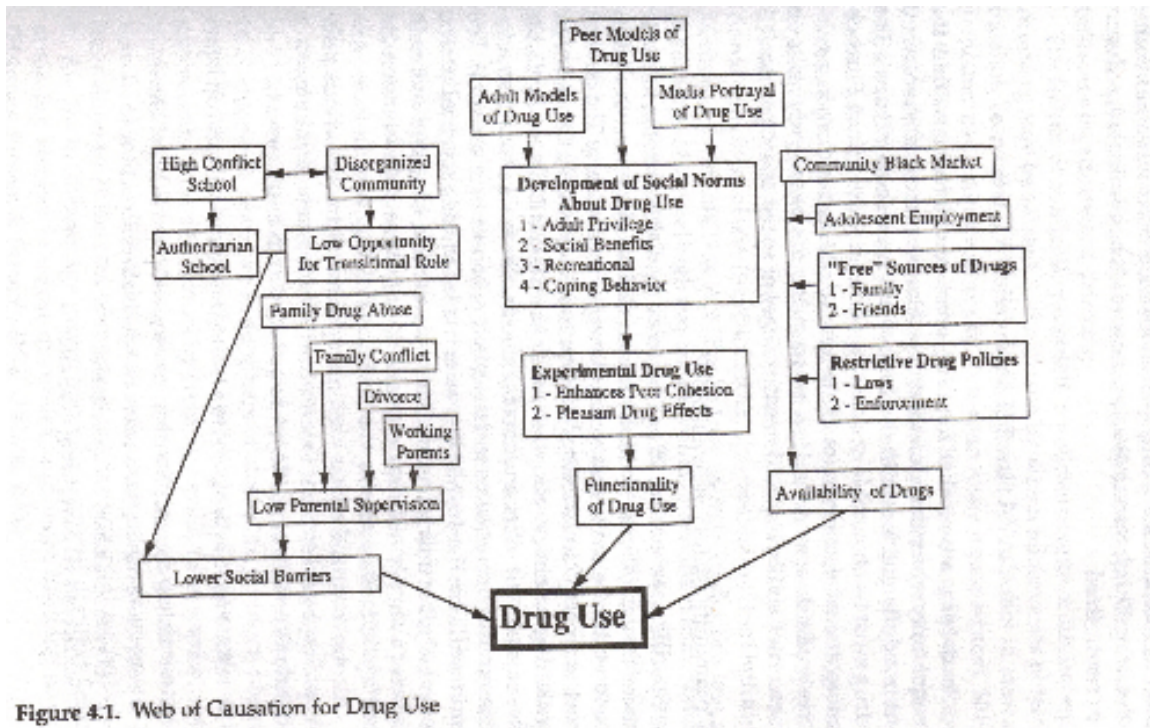 Peer Models of
Drug Use
Adult Models
of Drug Use
Media Portrayal
of Drug Use
High Conflict
School
Disorganized
Community
Authoritarian
School
Low Opportunity
for Transitional Role
Family Drug Abuse
Family Conflict
Divorce
Working
Parents
Low Parental Supervision
Lower Social Barriers
Development of Social Norms
About Drug Use
1 - Adult Privilege
2 - Social Benefits
3 - Recreational
4 - Coping Behavior
Experimental Drug Use
1 - Enhances Peer Cohesion
2 - Pleasant Drug Effects
Functionality
of Drug Use
Community Black Market
Adolescent Employment
"Free" Sources of Drugs
1 - Family
2 - Friends
Restrictive Drug Policies
1 - Laws
2 - Enforcement
Availability of Drugs
Drug Use
Figure 4.1. Web of Causation for Drug Use